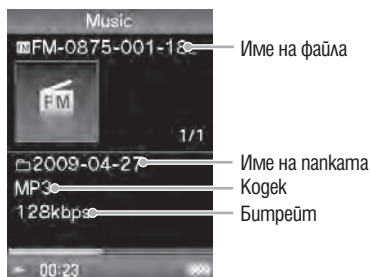 Music
FM-0875-001-18
Име на файла
FM
1/1
2009-04-27
Име на папката
MP3
Кодек
128kbps
Битрейт
00:23